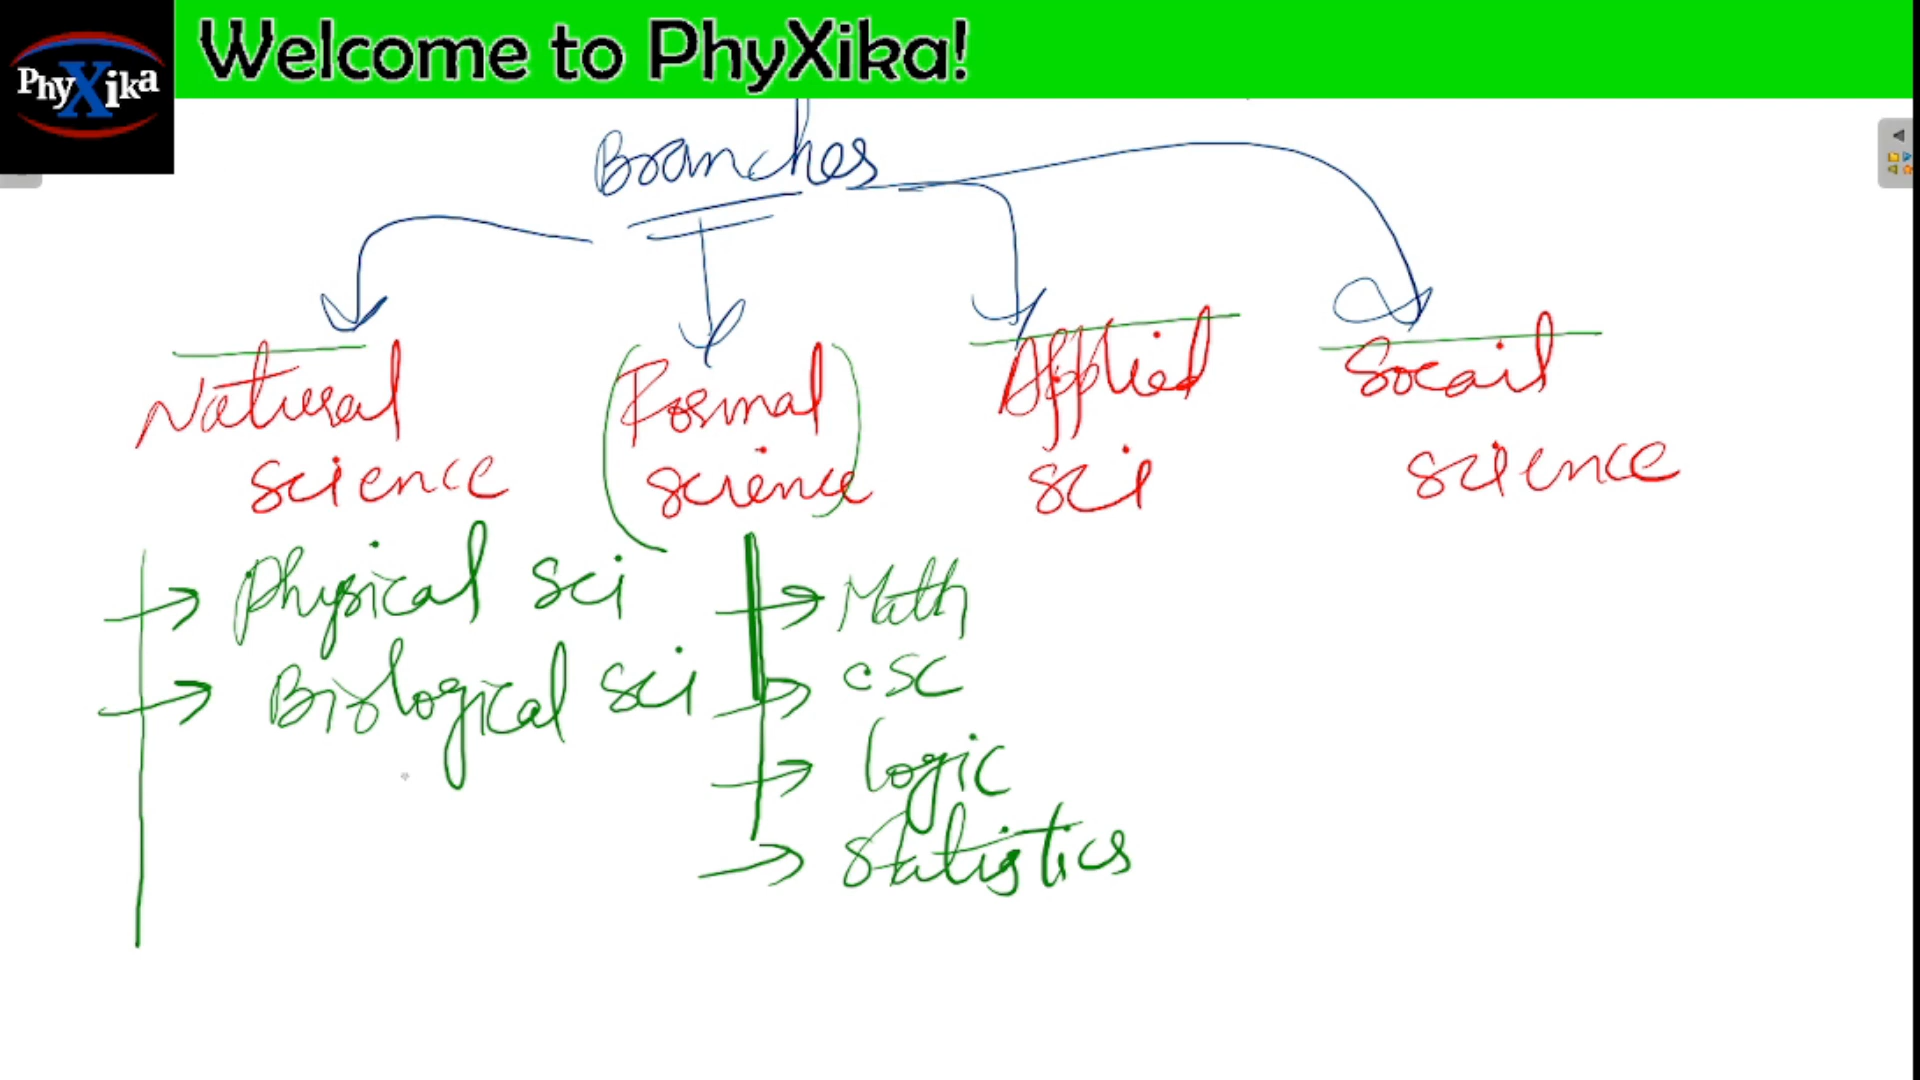 PhyXika
Welcome to PhyXika!
Branches
Natural
science
Formal
science
Applied
sci
Socail
science
Physical sci
Biological sci
Math
CSC
Logic
Statistics